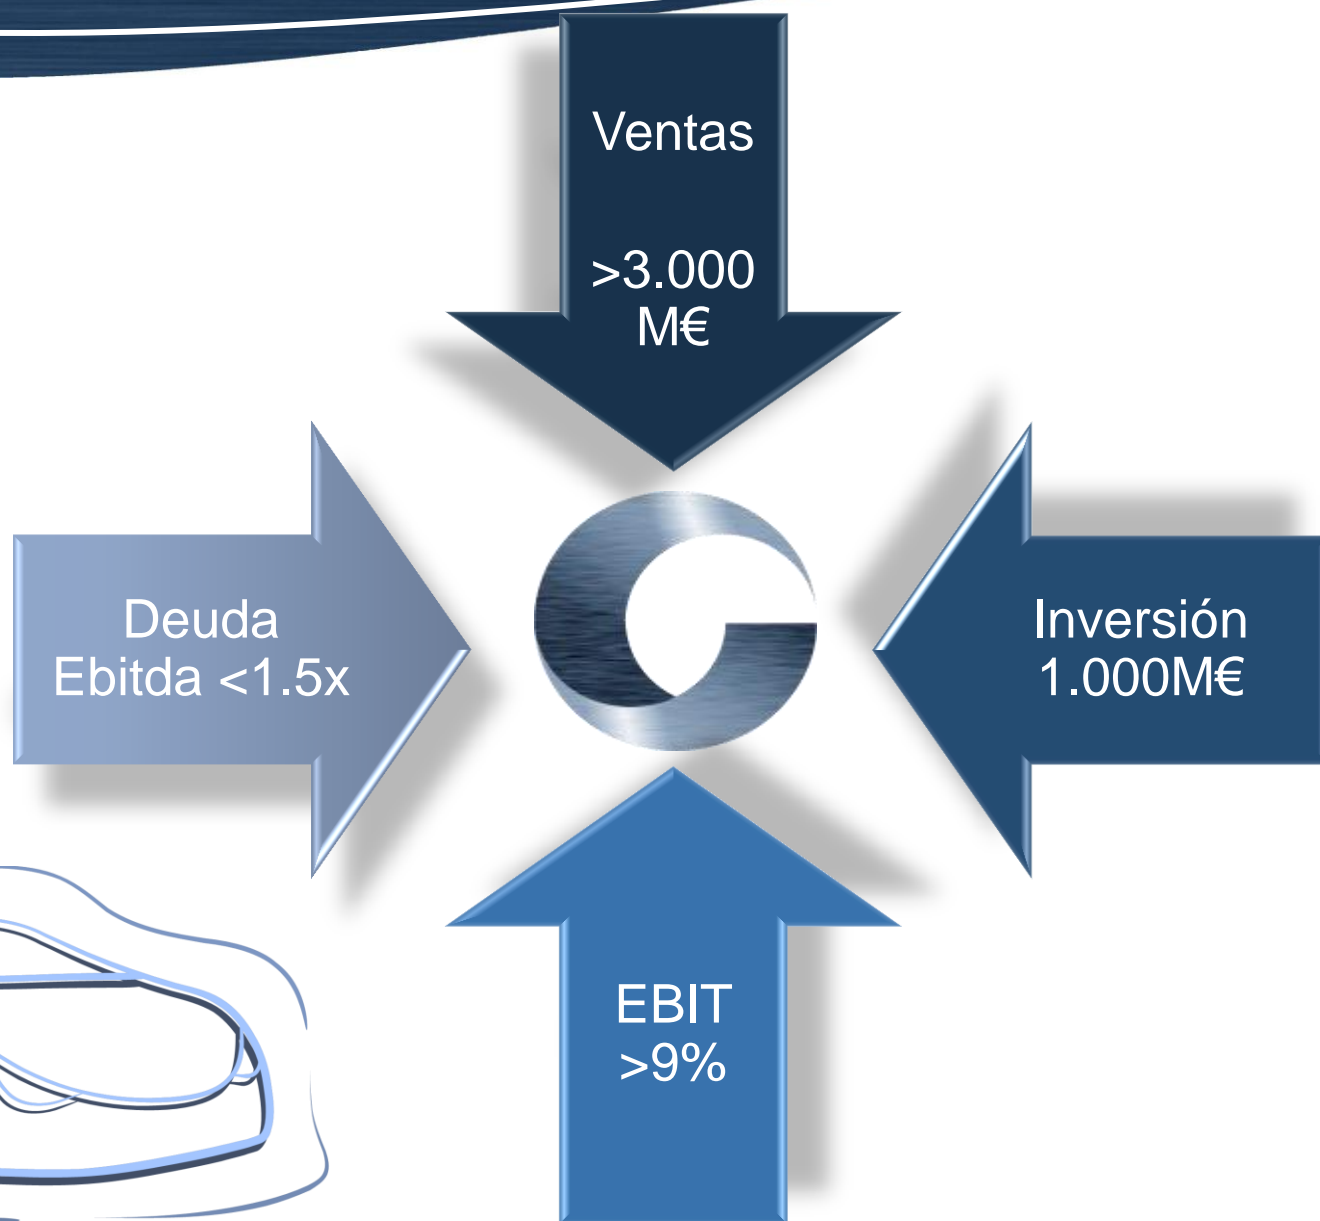 Ventas
>3.000
M€
Deuda
Ebitda <1.5x
Inversión
1.000M€
EBIT
>9%